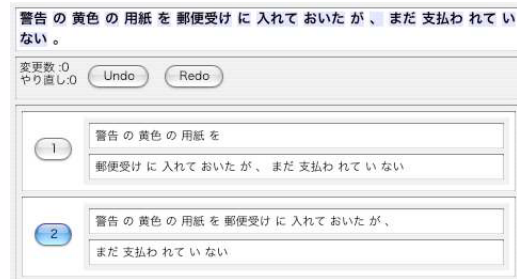 警告 の 黄色 の 用紙 を 郵便受け に 入れて おいた が 、 まだ 支払わ れて い
ない 。
変更数 :0
やり直し:0
Undo
Redo
1
警告 の 黄色 の 用紙 を
郵便受け に 入れて おいた が 、 まだ 支払わ れて い ない
2
警告 の 黄色 の 用紙 を 郵便受け に 入れて おいた が 、
まだ 支払わ れて い ない